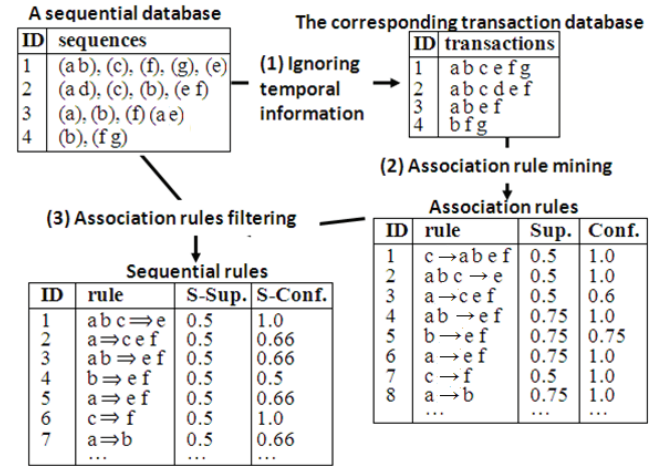 A sequential database
ID sequences
1 (a b), (c), (f), (g), (e)
2 (a d), (c), (b), (e f)
3 (a), (b), (f) (a e)
4 (b), (f g)
(1) Ignoring
temporal
information
The corresponding transaction database
ID transactions
1 a b c e f g
2 a b c d e f
3 a b e f
4 b f g
(2) Association rule mining
(3) Association rules filtering
Association rules
ID rule Sup. Conf.
1 c → a b e f 0.5 1.0
2 a b c → e 0.5 1.0
3 a → c e f 0.5 0.6
4 a b → e f 0.75 1.0
5 b → e f 0.75 0.75
6 a → e f 0.75 1.0
7 c → f 0.5 1.0
8 a → b 0.75 1.0
... ... ...
Sequential rules
ID rule S-Sup. S-Conf.
1 a b c ⇒ e 0.5 1.0
2 a ⇒ c e f 0.5 0.66
3 a b ⇒ e f 0.5 0.66
4 b ⇒ e f 0.5 0.5
5 a ⇒ e f 0.5 0.66
6 c ⇒ f 0.5 1.0
7 a ⇒ b 0.5 0.66
... ... ...